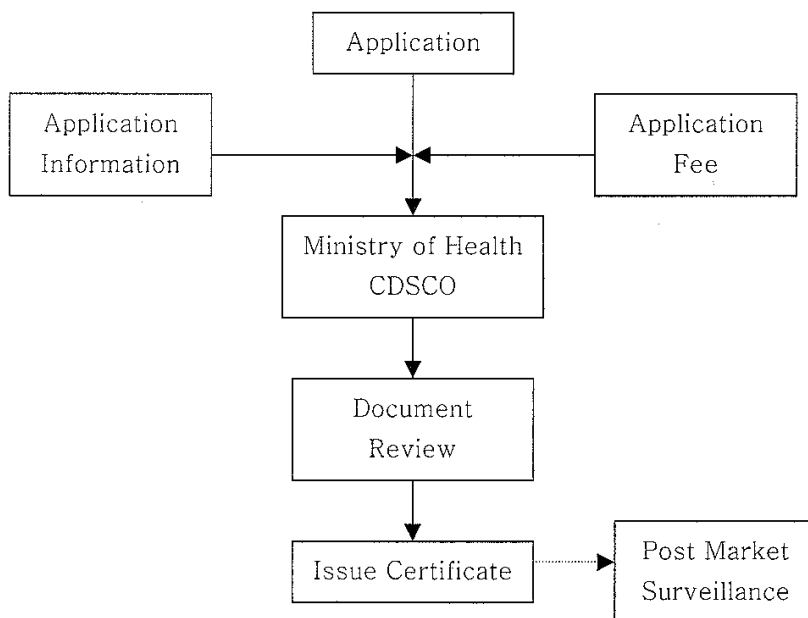 Application
Application
Information
Application
Fee
Ministry of Health
CDSCO
Document
Review
Issue Certificate
Post Market
Surveillance